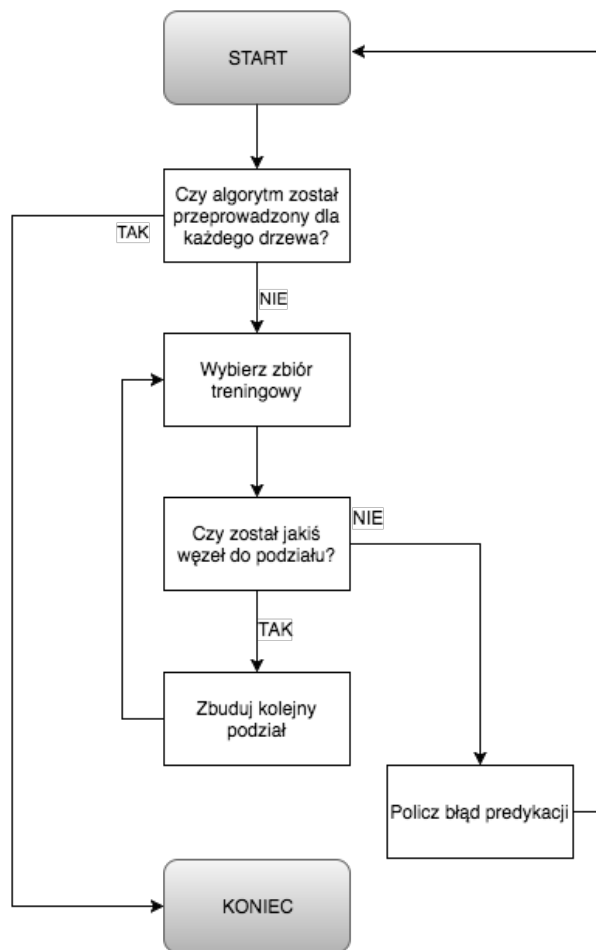 START
Czy algorytm został
przeprowadzony dla
każdego drzewa?
TAK
NIE
Wybierz zbiór
treningowy
Czy został jakiś
węzeł do podziału?
NIE
TAK
Zbuduj kolejny
podział
Policz błąd predykacji
KONIEC